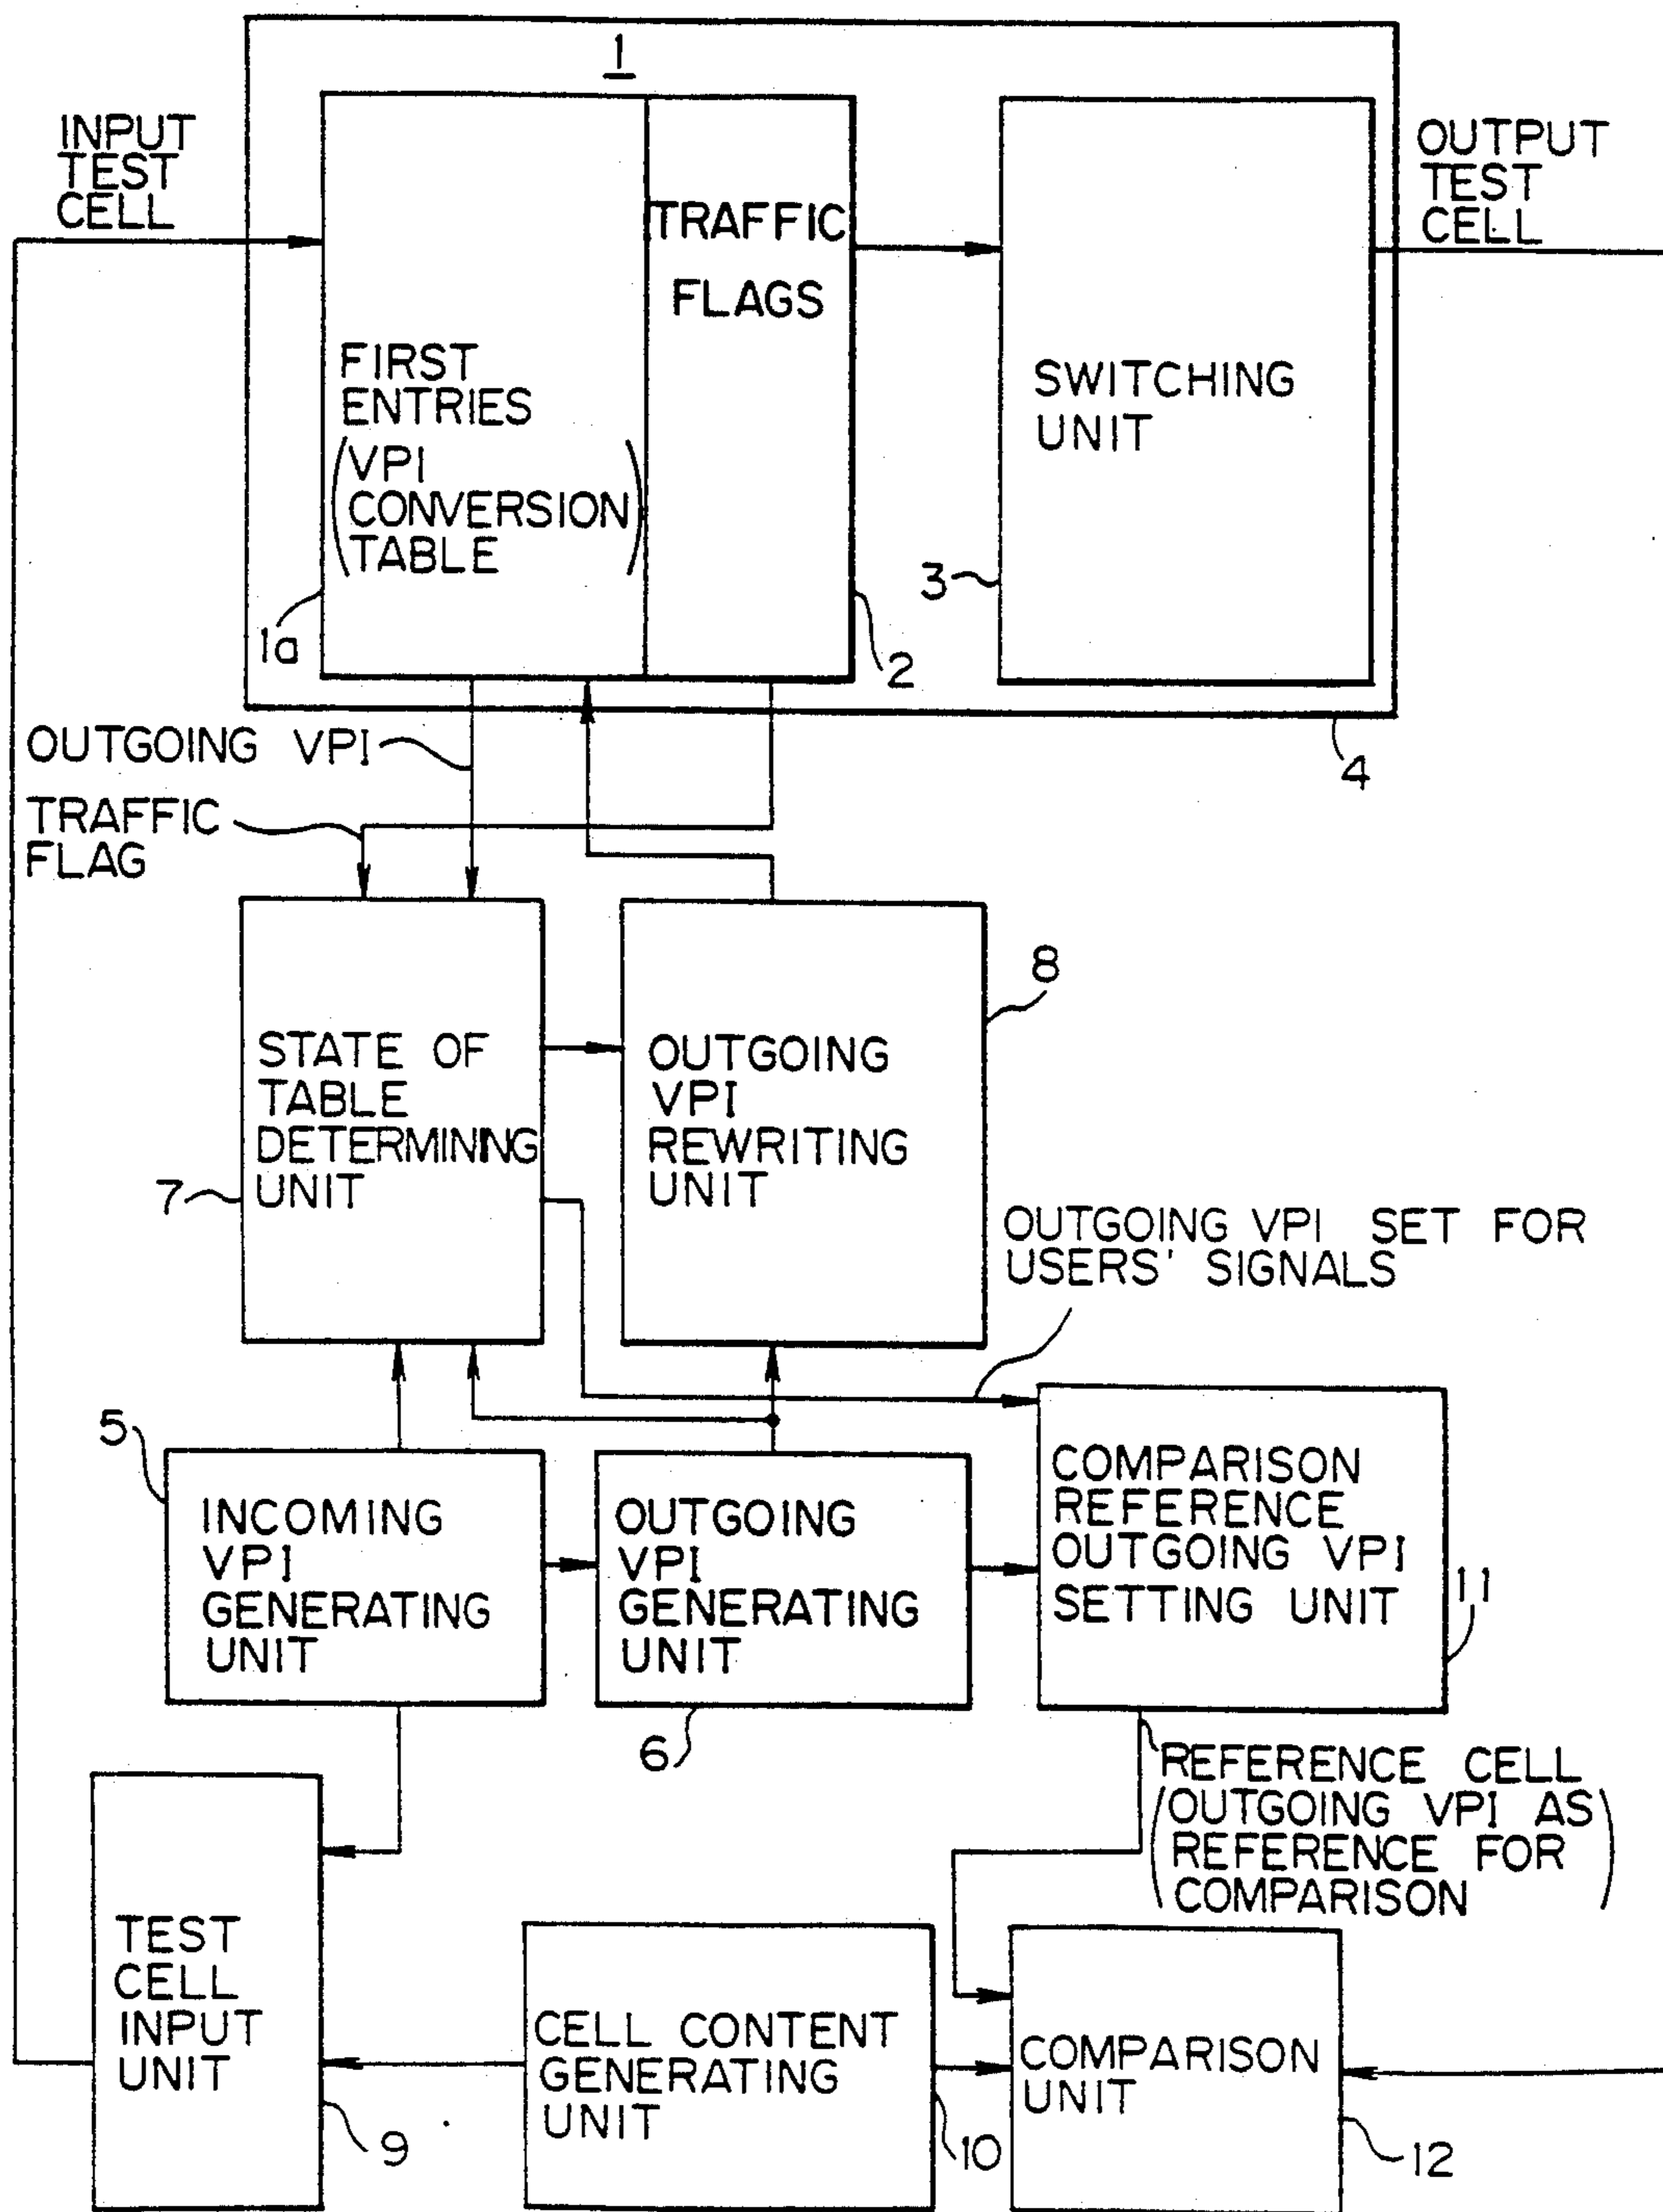 1
INPUT
TEST
CELL
OUTPUT
TEST
CELL
TRAFFIC
FLAGS
FIRST
ENTRIES
(VPI
CONVERSION
TABLE)
SWITCHING
UNIT
3
1a
2
4
OUTGOING VPI
TRAFFIC
FLAG
8
STATE OF
TABLE
DETERMINING
UNIT
7
OUTGOING
VPI
REWRITING
UNIT
OUTGOING VPI SET FOR
USERS' SIGNALS
5
INCOMING
VPI
GENERATING
UNIT
OUTGOING
VPI
GENERATING
UNIT
6
COMPARISON
REFERENCE
OUTGOING VPI
SETTING UNIT
11
REFERENCE CELL
(OUTGOING VPI AS
REFERENCE FOR
COMPARISON)
TEST
CELL
INPUT
UNIT
9
CELL CONTENT
GENERATING
UNIT
10
COMPARISON
UNIT
12